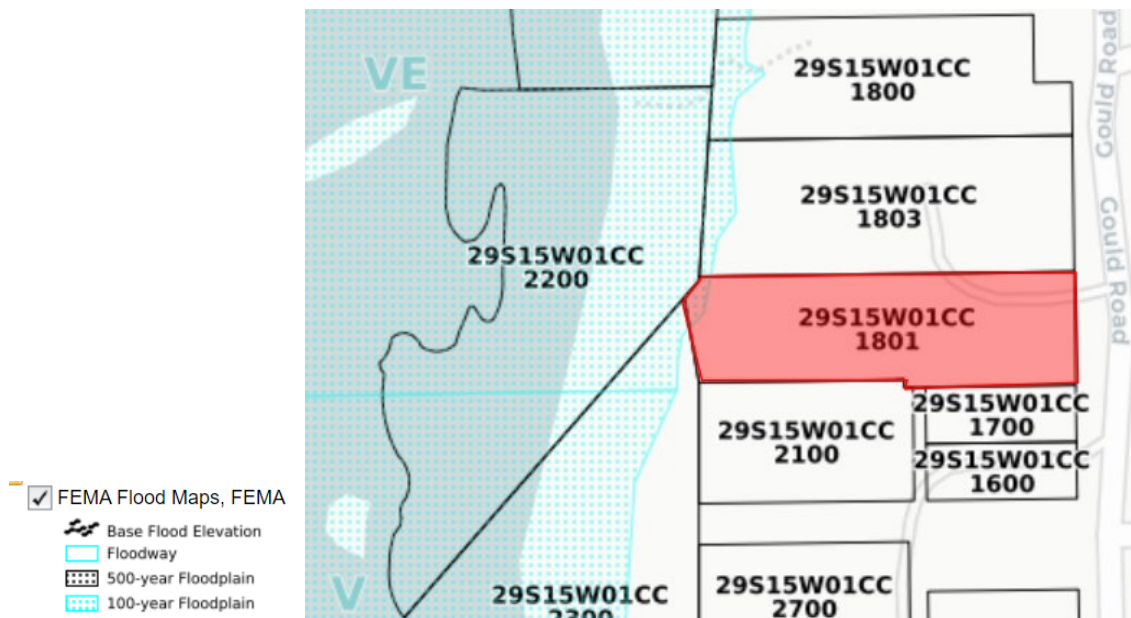 VE
29S15W01CC
1800
Gould Road
29S15W01CC
1803
Gould Road
29S15W01CC
2200
29S15W01CC
1801
29S15W01CC
1700
29S15W01CC
2100
29S15W01CC
1600
FEMA Flood Maps, FEMA
Base Flood Elevation
Floodway
500-year Floodplain
100-year Floodplain
V
29S15W01CC
2300
29S15W01CC
2700